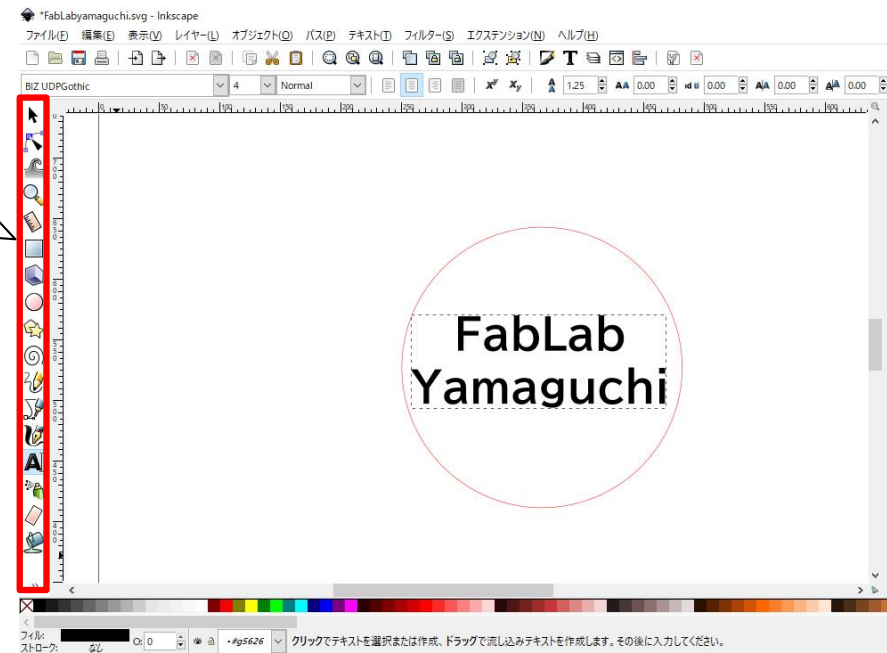 *FabLabyamaguchi.svg - Inkscape
ファイル(F) 編集(E) 表示(V) レイヤー(L) オブジェクト(O) パス(P) テキスト(T) フィルター(S) エクステンション(N) ヘルプ(H)
BIZ UDPGothic 4 Normal 1.25 0.00 0.00 0.00 0.00
FabLab
Yamaguchi
フィル:
ストローク: なし O: 0 •#g5626 クリックでテキストを選択または作成、ドラッグで流し込みテキストを作成します。その後に入力してください。